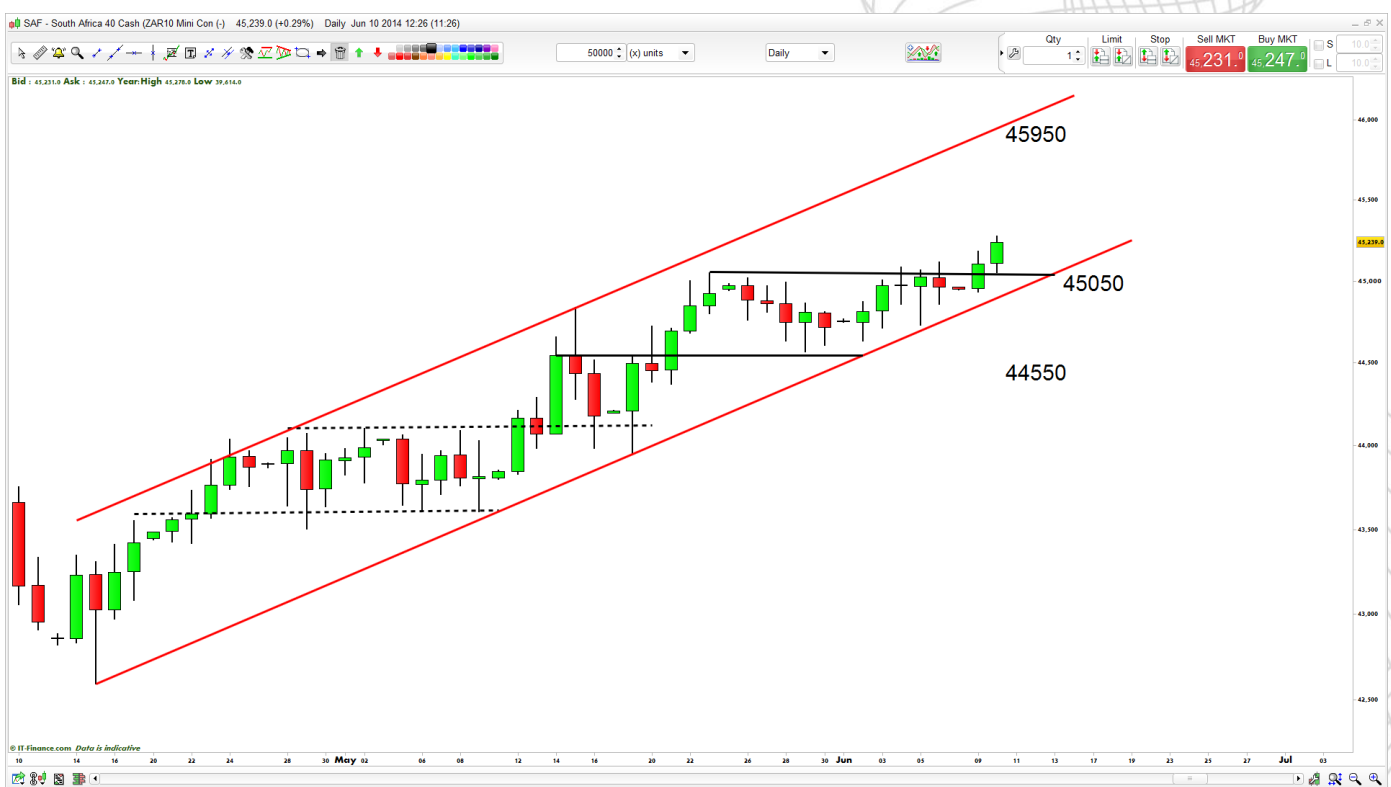 SAF - South Africa 40 Cash (ZAR10 Mini Con (-) 45,239.0 (+0.29%) Daily Jun 10 2014 12:26 (11:26)
50000 (x) units Daily Qty 1 Limit Stop Sell MKT 45,231.0 Buy MKT 45,247.0 S 10.0 L 10.0
Bid : 45,231.0 Ask : 45,247.0 Year: High 45,278.0 Low 39,614.0
46,000
45950
45,500
45,239.0
45,000
45050
44,500
44550
44,000
43,500
43,000
42,500
© IT-Finance.com Data is indicative
10 14 16 20 22 24 28 30 May 02 06 08 12 14 16 20 22 26 28 30 Jun 03 05 09 11 13 17 19 23 25 27 Jul 03